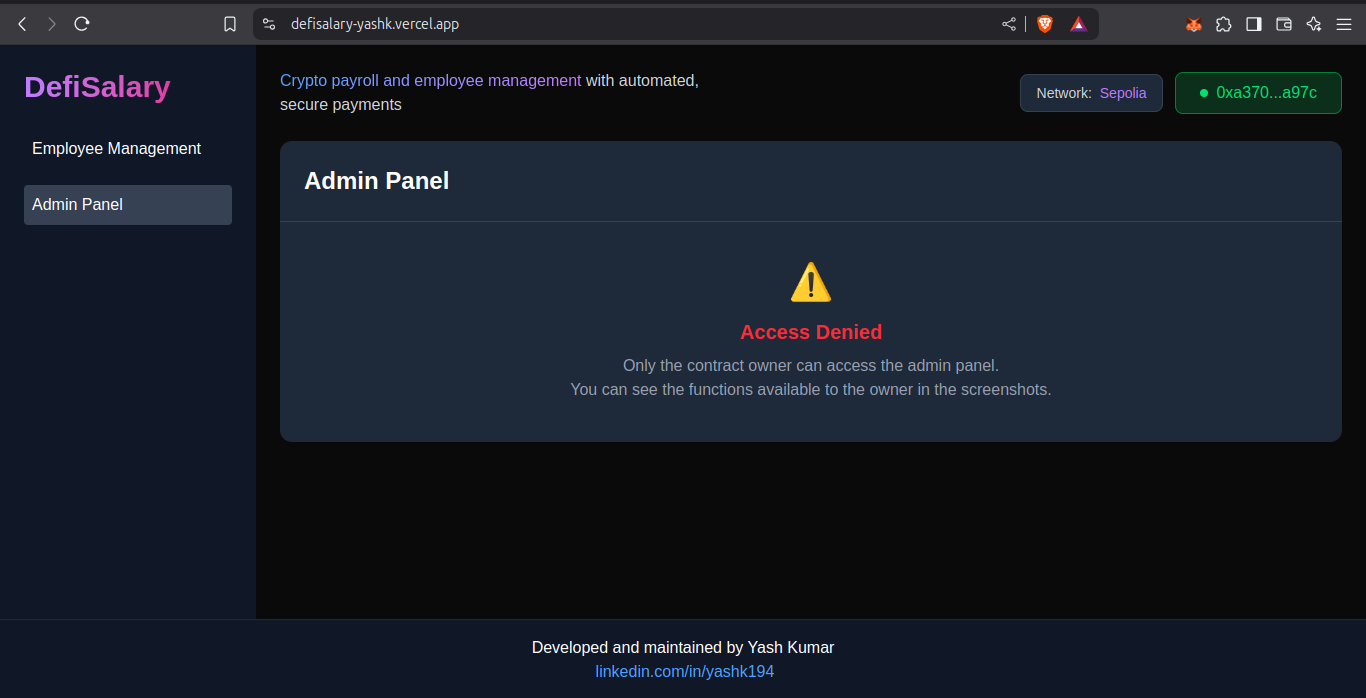 defisalary-yashk.vercel.app
DefiSalary
Employee Management
Admin Panel
Crypto payroll and employee management with automated,
secure payments
Network: Sepolia
0xa370...a97c
Admin Panel
Access Denied
Only the contract owner can access the admin panel.
You can see the functions available to the owner in the screenshots.
Developed and maintained by Yash Kumar
linkedin.com/in/yashk194